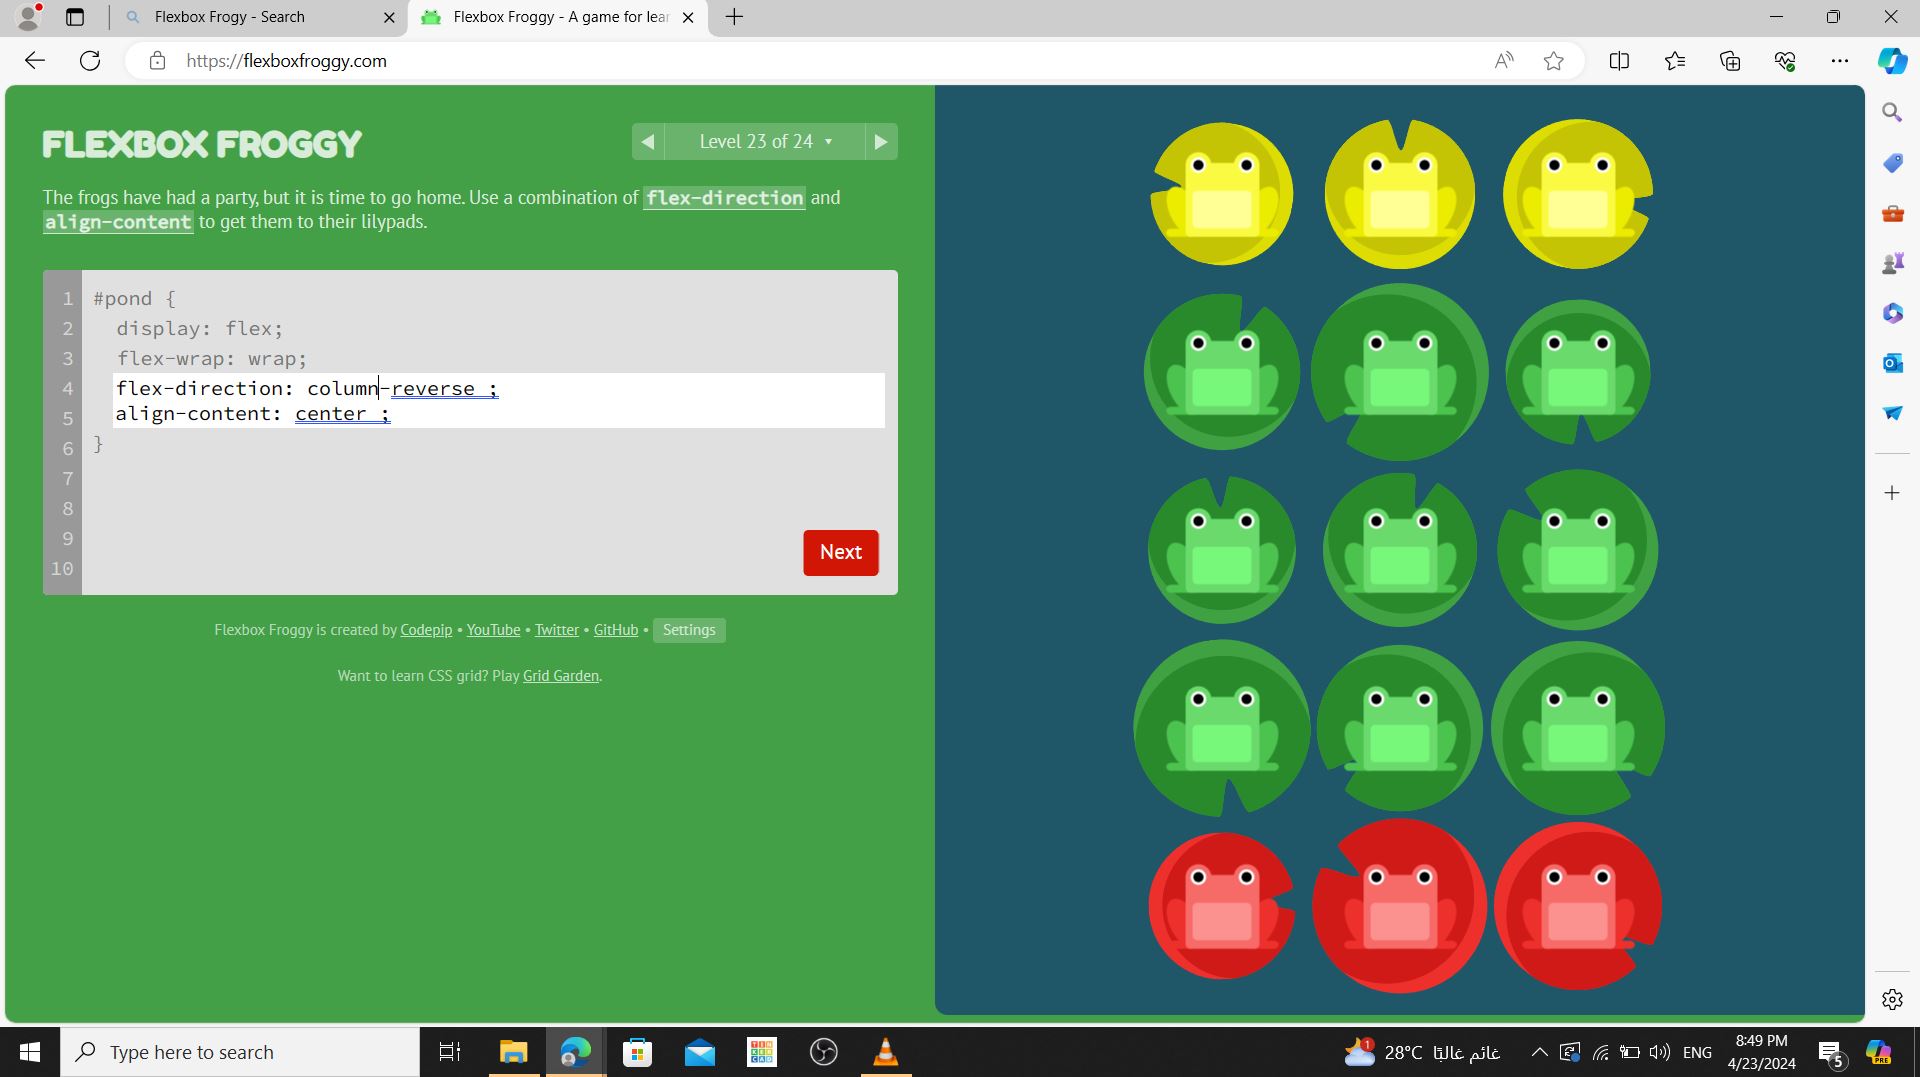 Flexbox Frogy - Search
Flexbox Froggy - A game for lear
https://flexboxfroggy.com
FLEXBOX FROGGY
Level 23 of 24
The frogs have had a party, but it is time to go home. Use a combination of flex-direction and
align-content to get them to their lilypads.
1 #pond {
2 display: flex;
3 flex-wrap: wrap;
4 flex-direction: column-reverse ;
5 align-content: center ;
6 }
7
8
9
10
Next
Flexbox Froggy is created by Codepip • YouTube • Twitter • GitHub • Settings
Want to learn CSS grid? Play Grid Garden.
Type here to search
1
28°C غائم غالبًا
ENG
8:49 PM
4/23/2024
5
PRE